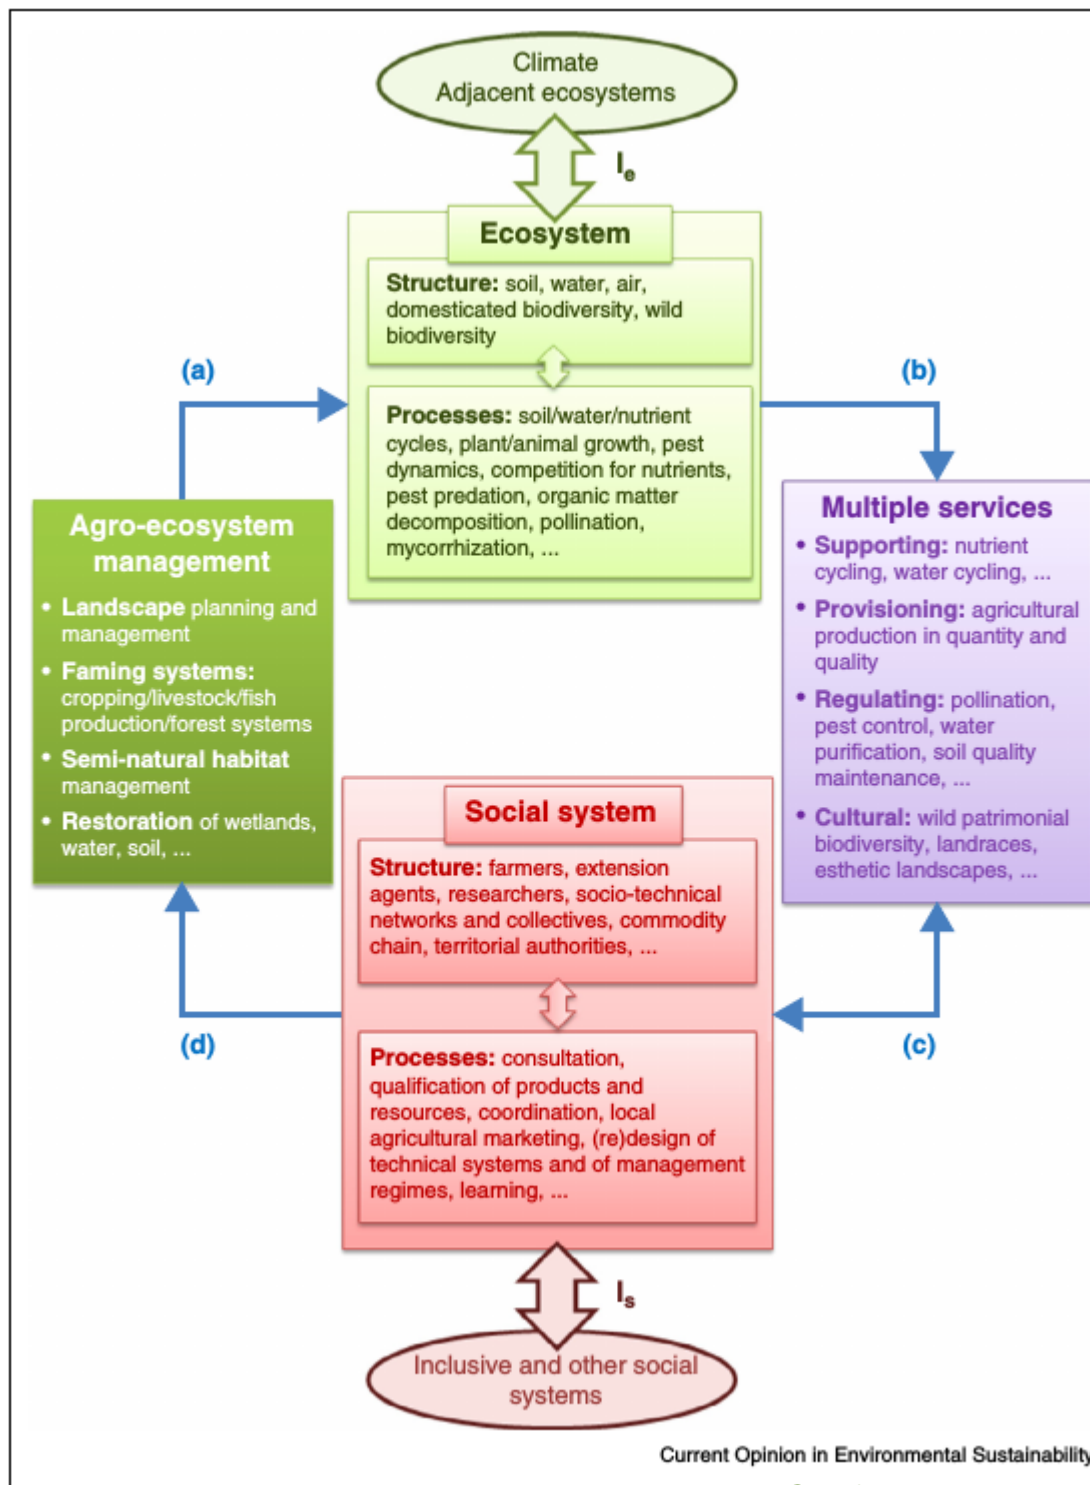 Climate
Adjacent ecosystems
Ie
Ecosystem
Structure: soil, water, air,
domesticated biodiversity, wild
biodiversity
(a)
(b)
Processes: soil/water/nutrient
cycles, plant/animal growth, pest
dynamics, competition for nutrients,
pest predation, organic matter
decomposition, pollination,
mycorrhization, ...
Agro-ecosystem
management
• Landscape planning and
management
• Faming systems:
cropping/livestock/fish
production/forest systems
• Semi-natural habitat
management
• Restoration of wetlands,
water, soil, ...
Multiple services
• Supporting: nutrient
cycling, water cycling, ...
• Provisioning: agricultural
production in quantity and
quality
• Regulating: pollination,
pest control, water
purification, soil quality
maintenance, ...
• Cultural: wild patrimonial
biodiversity, landraces,
esthetic landscapes, ...
Social system
Structure: farmers, extension
agents, researchers, socio-technical
networks and collectives, commodity
chain, territorial authorities, ...
(d)
(c)
Processes: consultation,
qualification of products and
resources, coordination, local
agricultural marketing, (re)design of
technical systems and of management
regimes, learning, ...
Is
Inclusive and other social
systems
Current Opinion in Environmental Sustainability